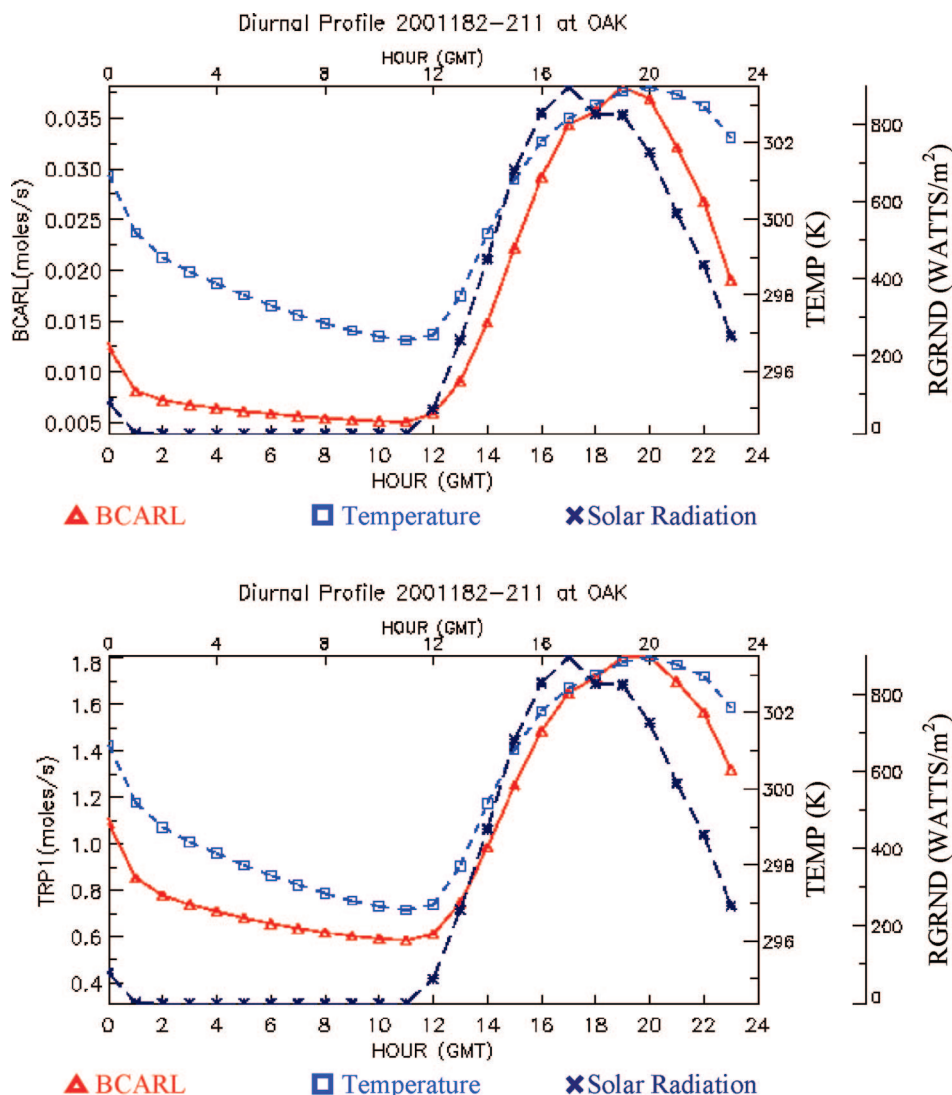 Diurnal Profile 2001182-211 at OAK
HOUR (GMT)
0 4 8 12 16 20 24
BCARL(moles/s)
0.035
0.030
0.025
0.020
0.015
0.010
0.005
302
300
298
296
TEMP (K)
800
600
400
200
0
RGRND (WATTS/m²)
0 2 4 6 8 10 12 14 16 18 20 22 24
HOUR (GMT)
BCARL Temperature Solar Radiation
Diurnal Profile 2001182-211 at OAK
HOUR (GMT)
0 4 8 12 16 20 24
TRP1(moles/s)
1.8
1.6
1.4
1.2
1.0
0.8
0.6
0.4
302
300
298
296
TEMP (K)
800
600
400
200
0
RGRND (WATTS/m²)
0 2 4 6 8 10 12 14 16 18 20 22 24
HOUR (GMT)
BCARL Temperature Solar Radiation